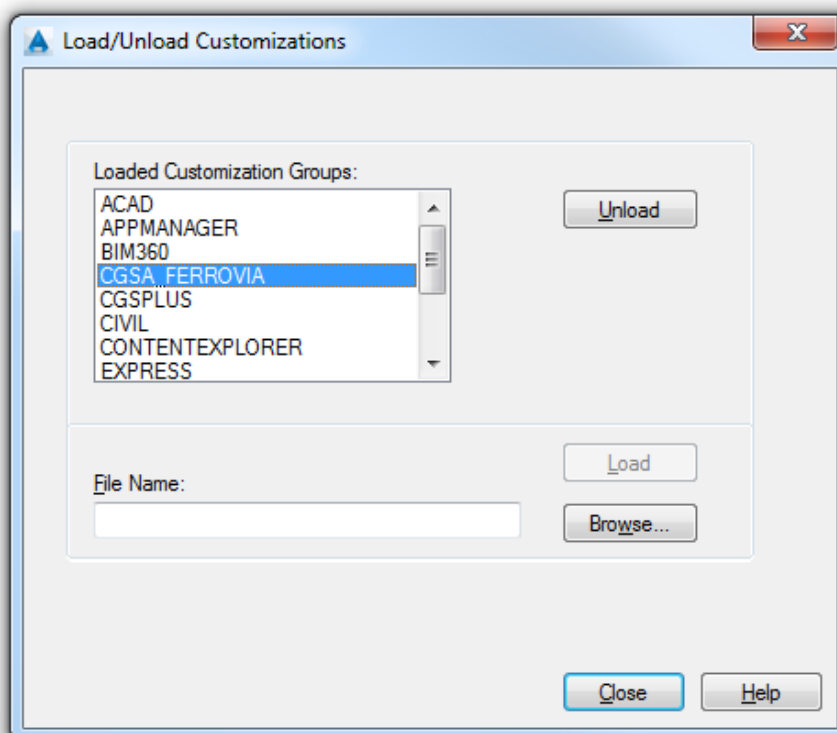 Load/Unload Customizations
Loaded Customization Groups:
ACAD
APPMANAGER
BIM360
CGSA_FERROVIA
CGSPLUS
CIVIL
CONTENTEXPLORER
EXPRESS
Unload
Load
File Name:
Browse...
Close
Help